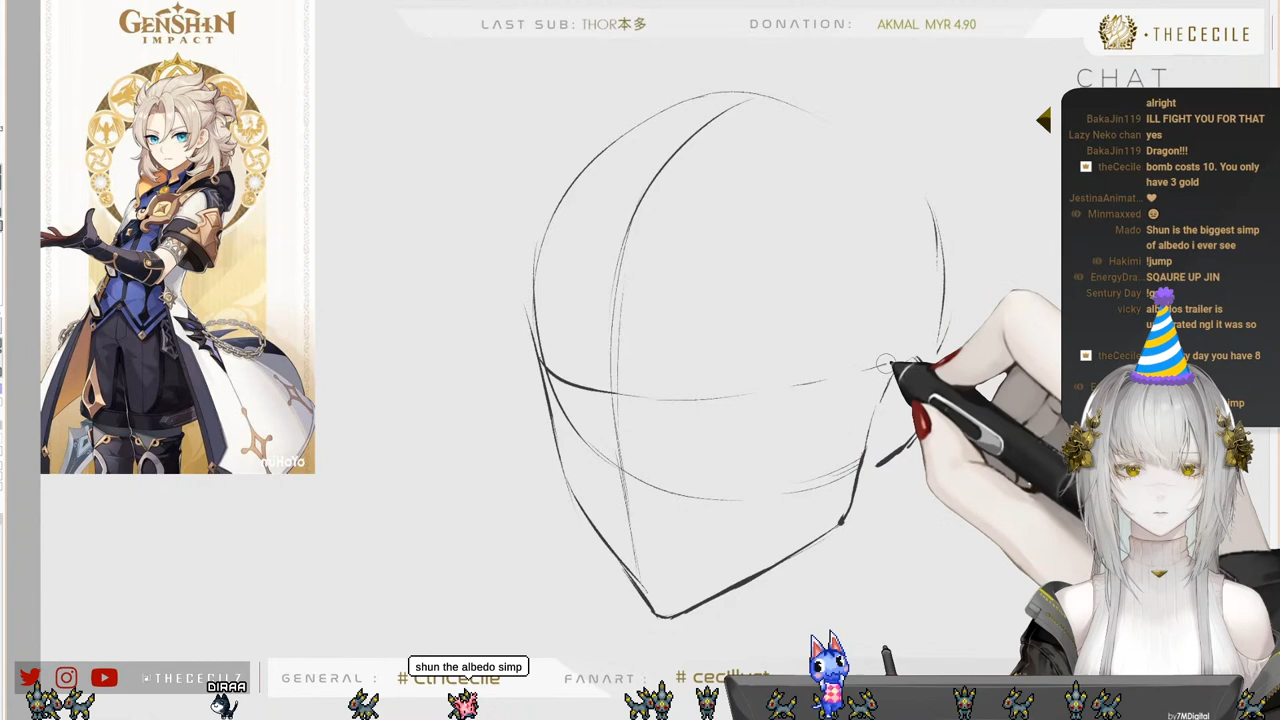 GENSHIN
IMPACT
miHoYo
LAST SUB: THOR本多
DONATION: AKMAL MYR 4.90
•THECECILE
CHAT
alright
BakaJin119 ILL FIGHT YOU FOR THAT
Lazy Neko chan yes
BakaJin119 Dragon!!!
theCecile bomb costs 10. You only
have 3 gold
JestinaAnimat... ❤
Minmaxxed
Mado Shun is the biggest simp
of albedo i ever see
Hakimi !jump
EnergyDra... SQAURE UP JIN
Sentury Day
vicky trailer is
ngl it was so
day you have 8
shun the albedo simp
THECECILE7
DIRAA
GENERAL :
FANART :
by7MDigital